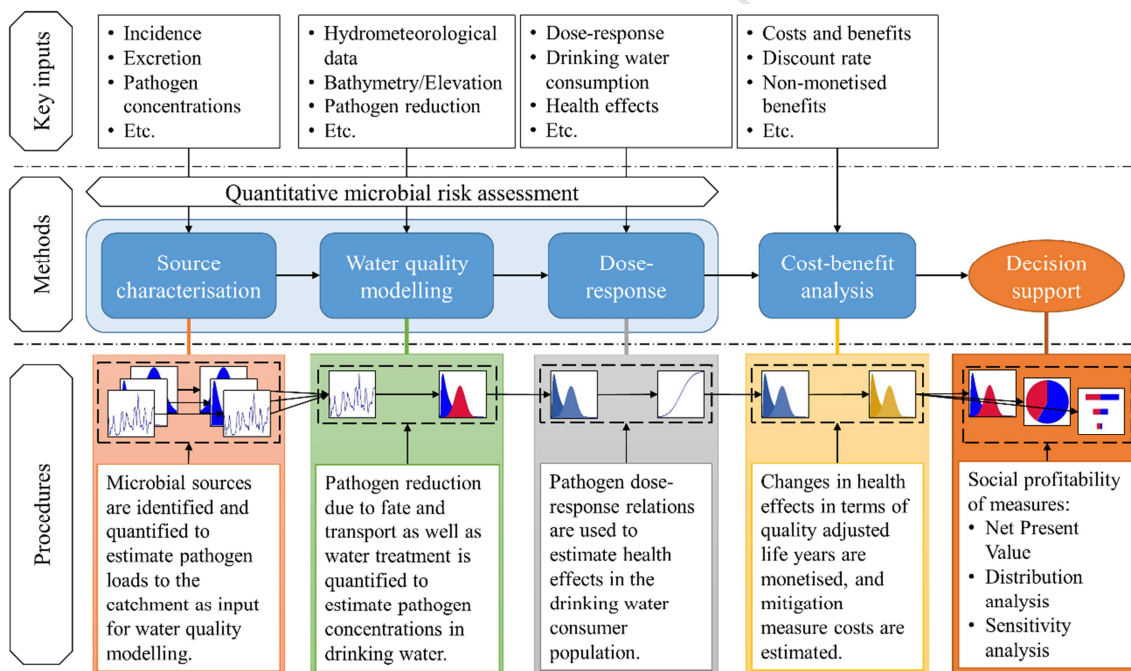 Key inputs
• Incidence
• Excretion
• Pathogen
concentrations
• Etc.
• Hydrometeorological
data
• Bathymetry/Elevation
• Pathogen reduction
• Etc.
• Dose-response
• Drinking water
consumption
• Health effects
• Etc.
• Costs and benefits
• Discount rate
• Non-monetised
benefits
• Etc.
Methods
Quantitative microbial risk assessment
Source
characterisation
Water quality
modelling
Dose-
response
Cost-benefit
analysis
Decision
support
Procedures
Microbial sources
are identified and
quantified to
estimate pathogen
loads to the
catchment as input
for water quality
modelling.
Pathogen reduction
due to fate and
transport as well as
water treatment is
quantified to
estimate pathogen
concentrations in
drinking water.
Pathogen dose-
response relations
are used to
estimate health
effects in the
drinking water
consumer
population.
Changes in health
effects in terms of
quality adjusted
life years are
monetised, and
mitigation
measure costs are
estimated.
Social profitability
of measures:
• Net Present
Value
• Distribution
analysis
• Sensitivity
analysis